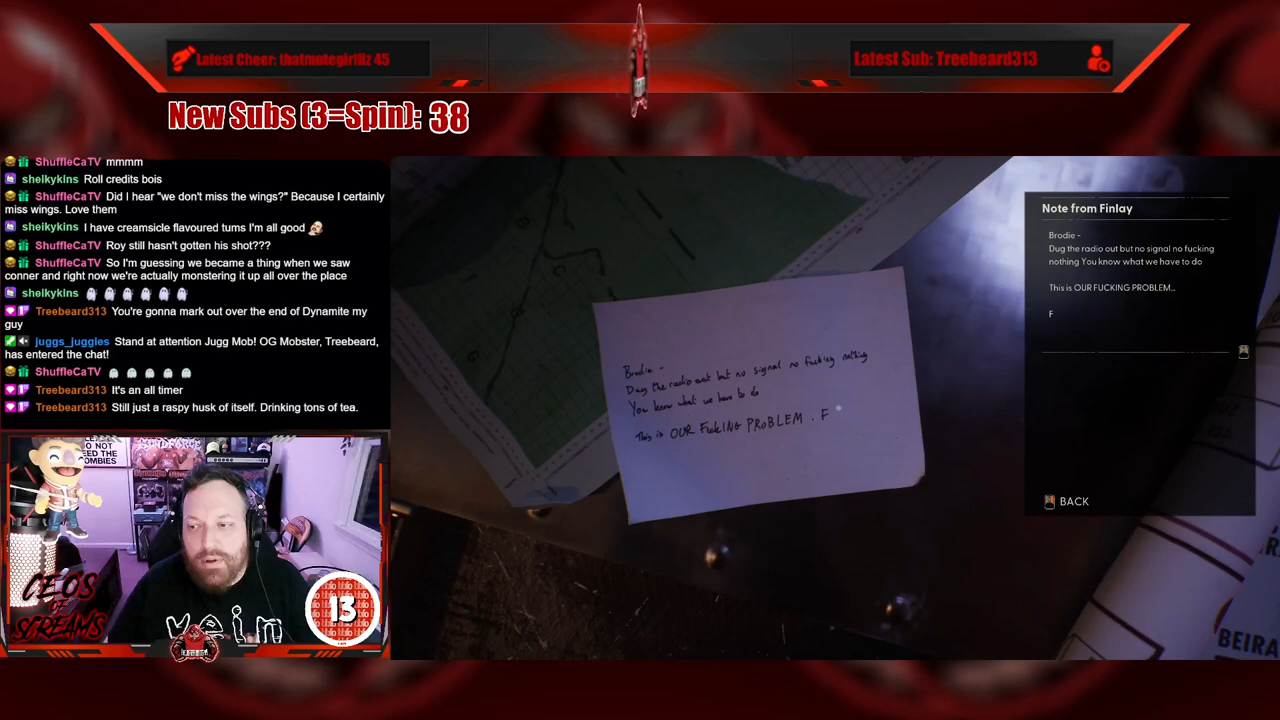 Latest Cheer: thatmutegirlliz 45
Latest Sub: Treebeard313
New Subs (3=Spin): 38
ShuffleCaTV mmmm
sheikykins Roll credits bois
ShuffleCaTV Did I hear "we don't miss the wings?" Because I certainly
miss wings. Love them
sheikykins I have creamsicle flavoured tums I'm all good
ShuffleCaTV Roy still hasn't gotten his shot???
ShuffleCaTV So I'm guessing we became a thing when we saw
conner and right now we're actually monstering it up all over the place
sheikykins
Treebeard313 You're gonna mark out over the end of Dynamite my
guy
juggs_juggies Stand at attention Jugg Mob! OG Mobster, Treebeard,
has entered the chat!
ShuffleCaTV
Treebeard313 It's an all timer
Treebeard313 Still just a raspy husk of itself. Drinking tons of tea.
Brodie -
Dug the radio out but no signal no fucking nothing
You know what we have to do
This is OUR FUCKING PROBLEM . F
Note from Finlay
Brodie -
Dug the radio out but no signal no fucking
nothing You know what we have to do
This is OUR FUCKING PROBLEM...
F
BACK
BEIRA
NOT
FEED THE
ZOMBIES
CEOS
OF
SCREAMS
vein
13